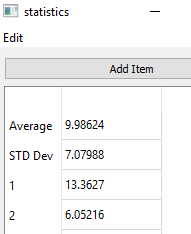 statistics
Edit
Add Item
Average 9.98624
STD Dev 7.07988
1 13.3627
2 6.05216